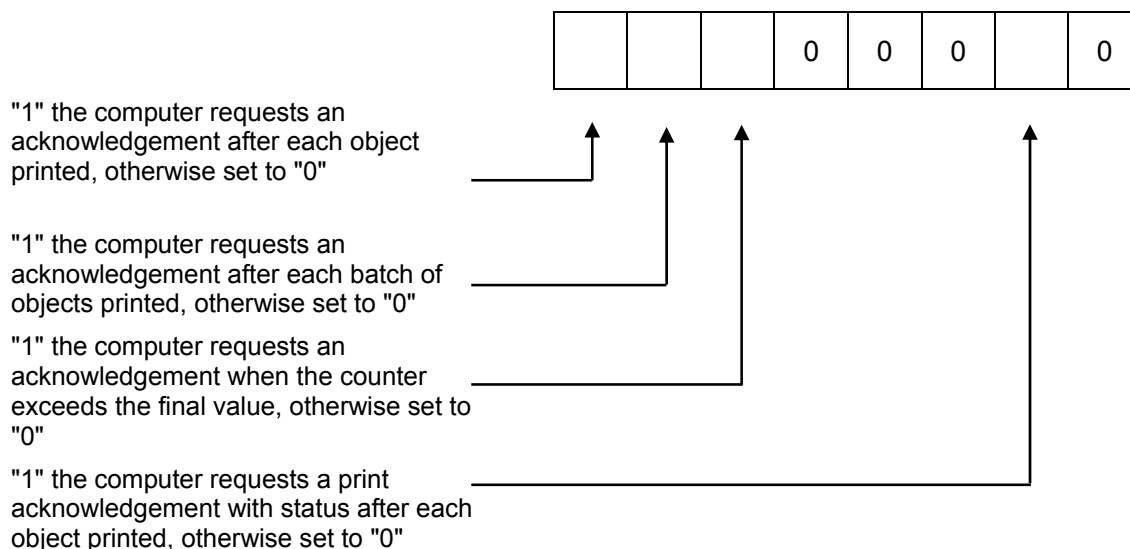 0 0 0 0
"1" the computer requests an
acknowledgement after each object
printed, otherwise set to "0"
"1" the computer requests an
acknowledgement after each batch of
objects printed, otherwise set to "0"
"1" the computer requests an
acknowledgement when the counter
exceeds the final value, otherwise set to
"0"
"1" the computer requests a print
acknowledgement with status after each
object printed, otherwise set to "0"